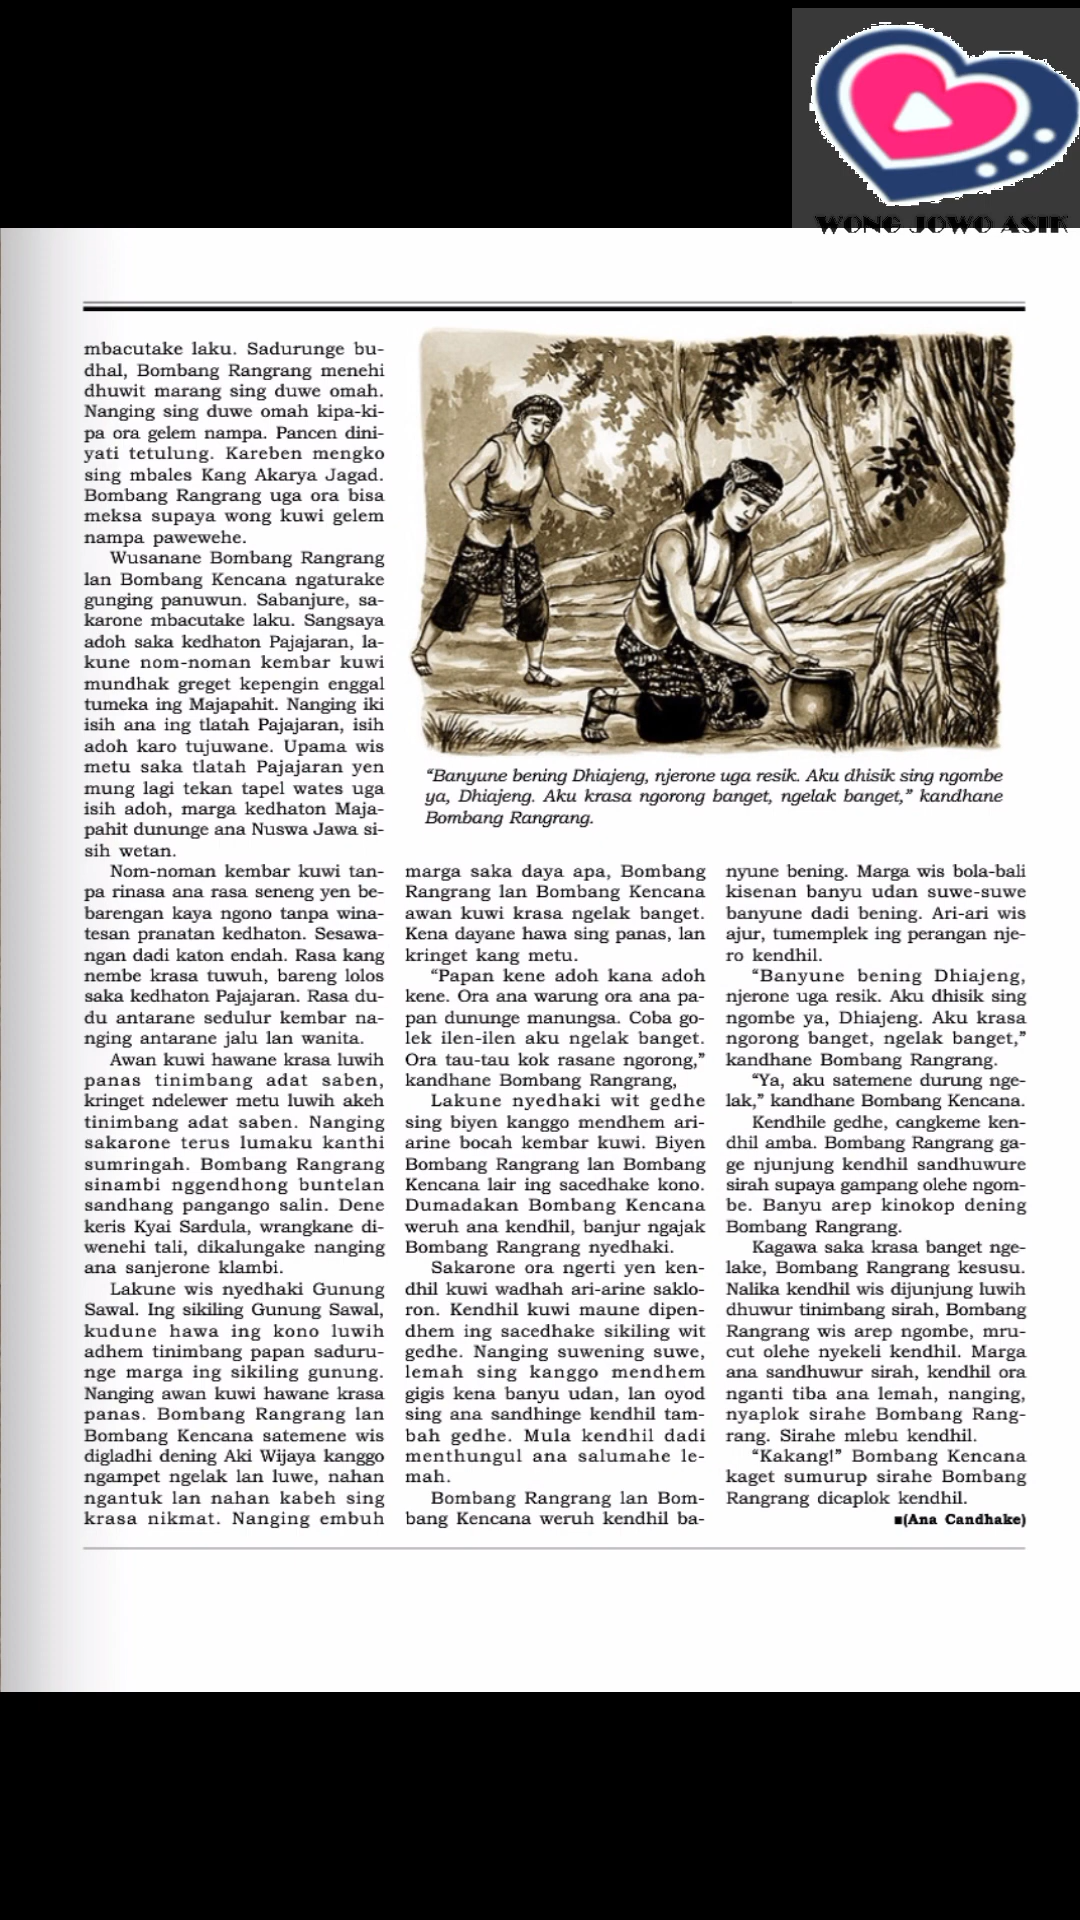 WONG JOWO ASIK
mbacutake laku. Sadurunge bu-
dhal, Bombang Rangrang menehi
dhuwit marang sing duwe omah.
Nanging sing duwe omah kipa-ki-
pa ora gelem nampa. Pancen dini-
yati tetulung. Kareben mengko
sing mbales Kang Akarya Jagad.
Bombang Rangrang uga ora bisa
meksa supaya wong kuwi gelem
nampa pawewehe.
Wusanane Bombang Rangrang
lan Bombang Kencana ngaturake
gunging panuwun. Sabanjure, sa-
karone mbacutake laku. Sangsaya
adoh saka kedhaton Pajajaran, la-
kune nom-noman kembar kuwi
mundhak greget kepengin enggal
tumeka ing Majapahit. Nanging iki
isih ana ing tlatah Pajajaran, isih
adoh karo tujuwane. Upama wis
metu saka tlatah Pajajaran yen
mung lagi tekan tapel wates uga
isih adoh, marga kedhaton Maja-
pahit dununge ana Nuswa Jawa si-
sih wetan.
Nom-noman kembar kuwi tan-
pa rinasa ana rasa seneng yen be-
barengan kaya ngono tanpa wina-
tesan pranatan kedhaton. Sesawa-
ngan dadi katon endah. Rasa kang
nembe krasa tuwuh, bareng lolos
saka kedhaton Pajajaran. Rasa du-
du antarane sedulur kembar na-
nging antarane jalu lan wanita.
Awan kuwi hawane krasa luwih
panas tinimbang adat saben,
kringet ndelewer metu luwih akeh
tinimbang adat saben. Nanging
sakarone terus lumaku kanthi
sumringah. Bombang Rangrang
sinambi nggendhong buntelan
sandhang pangango salin. Dene
keris Kyai Sardula, wrangkane di-
wenehi tali, dikalungake nanging
ana sanjerone klambi.
Lakune wis nyedhaki Gunung
Sawal. Ing sikiling Gunung Sawal,
kudune hawa ing kono luwih
adhem tinimbang papan saduru-
nge marga ing sikiling gunung.
Nanging awan kuwi hawane krasa
panas. Bombang Rangrang lan
Bombang Kencana satemene wis
digladhi dening Aki Wijaya kanggo
ngampet ngelak lan luwe, nahan
ngantuk lan nahan kabeh sing
krasa nikmat. Nanging embuh
"Banyune bening Dhiajeng, njerone uga resik. Aku dhisik sing ngombe
ya, Dhiajeng. Aku krasa ngorong banget, ngelak banget," kandhane
Bombang Rangrang.
marga saka daya apa, Bombang
Rangrang lan Bombang Kencana
awan kuwi krasa ngelak banget.
Kena dayane hawa sing panas, lan
kringet kang metu.
"Papan kene adoh kana adoh
kene. Ora ana warung ora ana pa-
pan dununge manungsa. Coba go-
lek ilen-ilen aku ngelak banget.
Ora tau-tau kok rasane ngorong,"
kandhane Bombang Rangrang,
Lakune nyedhaki wit gedhe
sing biyen kanggo mendhem ari-
arine bocah kembar kuwi. Biyen
Bombang Rangrang lan Bombang
Kencana lair ing sacedhake kono.
Dumadakan Bombang Kencana
weruh ana kendhil, banjur ngajak
Bombang Rangrang nyedhaki.
Sakarone ora ngerti yen ken-
dhil kuwi wadhah ari-arine saklo-
ron. Kendhil kuwi maune dipen-
dhem ing sacedhake sikiling wit
gedhe. Nanging suwening suwe,
lemah sing kanggo mendhem
gigis kena banyu udan, lan oyod
sing ana sandhinge kendhil tam-
bah gedhe. Mula kendhil dadi
menthungul ana salumahe le-
mah.
Bombang Rangrang lan Bom-
bang Kencana weruh kendhil ba-
nyune bening. Marga wis bola-bali
kisenan banyu udan suwe-suwe
banyune dadi bening. Ari-ari wis
ajur, tumemplek ing perangan nje-
ro kendhil.
"Banyune bening Dhiajeng,
njerone uga resik. Aku dhisik sing
ngombe ya, Dhiajeng. Aku krasa
ngorong banget, ngelak banget,"
kandhane Bombang Rangrang.
"Ya, aku satemene durung nge-
lak," kandhane Bombang Kencana.
Kendhile gedhe, cangkeme ken-
dhil amba. Bombang Rangrang ga-
ge njunjung kendhil sandhuwure
sirah supaya gampang olehe ngom-
be. Banyu arep kinokop dening
Bombang Rangrang.
Kagawa saka krasa banget nge-
lake, Bombang Rangrang kesusu.
Nalika kendhil wis dijunjung luwih
dhuwur tinimbang sirah, Bombang
Rangrang wis arep ngombe, mru-
cut olehe nyekeli kendhil. Marga
ana sandhuwur sirah, kendhil ora
nganti tiba ana lemah, nanging,
nyaplok sirahe Bombang Rang-
rang. Sirahe mlebu kendhil.
"Kakang!" Bombang Kencana
kaget sumurup sirahe Bombang
Rangrang dicaplok kendhil.
■(Ana Candhake)